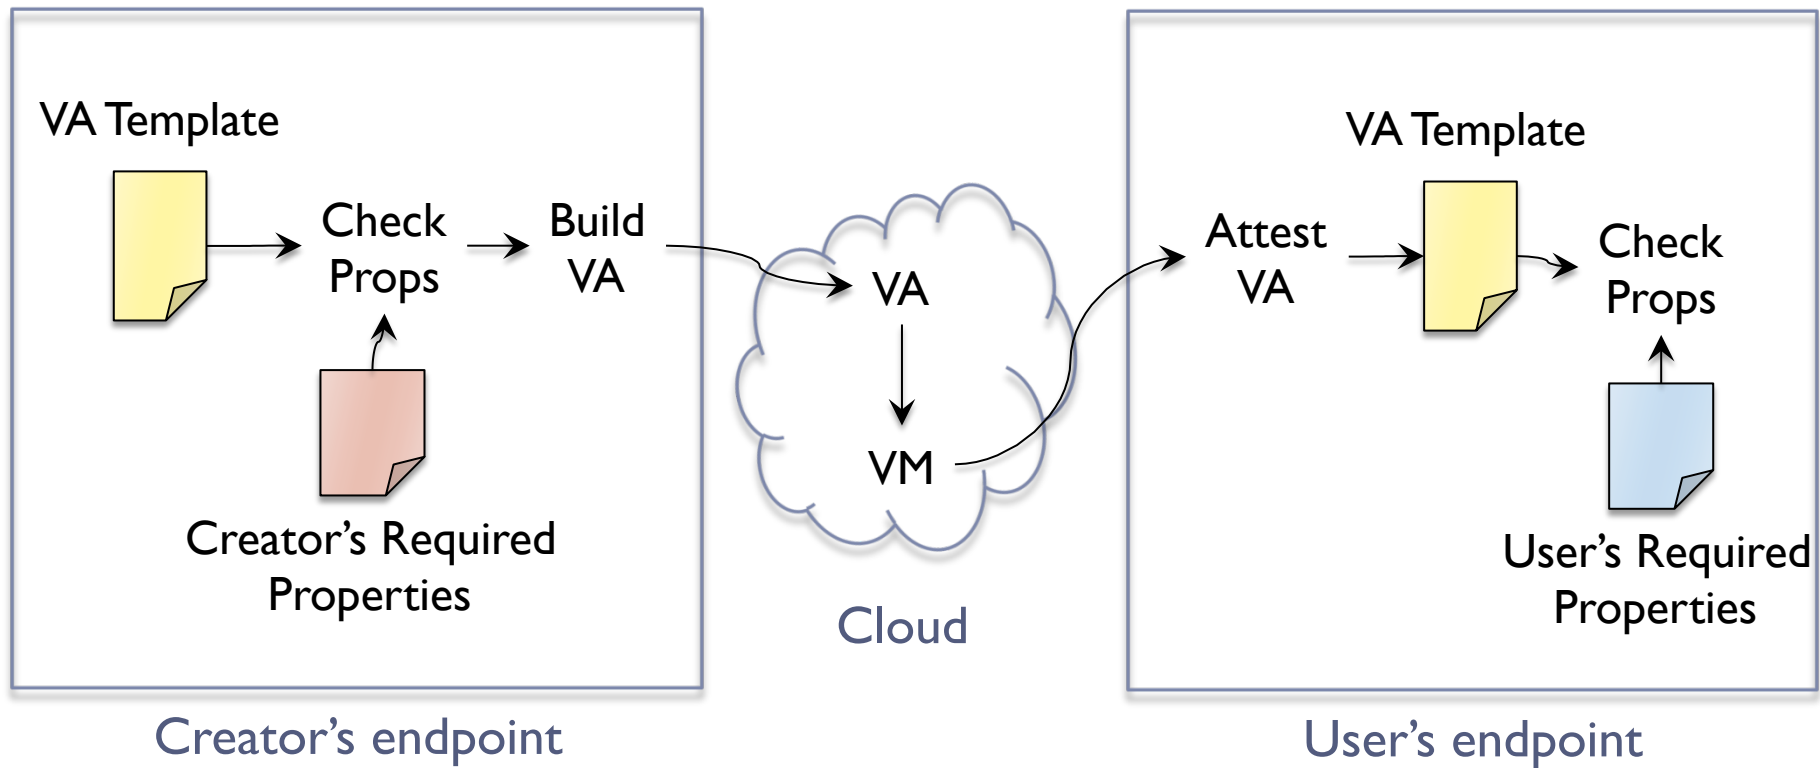 VA Template
Check
Props
Build
VA
Creator's Required
Properties
Creator's endpoint
VA
VM
Cloud
Attest
VA
VA Template
Check
Props
User's Required
Properties
User's endpoint